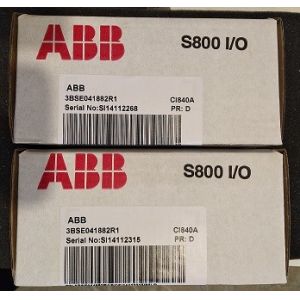 ABB S800 I/O
ABB
3BSE041882R1 CI840A
Serial No:SI14112268 PR: D
ABB S800 I/O
ABB
3BSE041882R1 CI840A
Serial No:SI14112315 PR: D